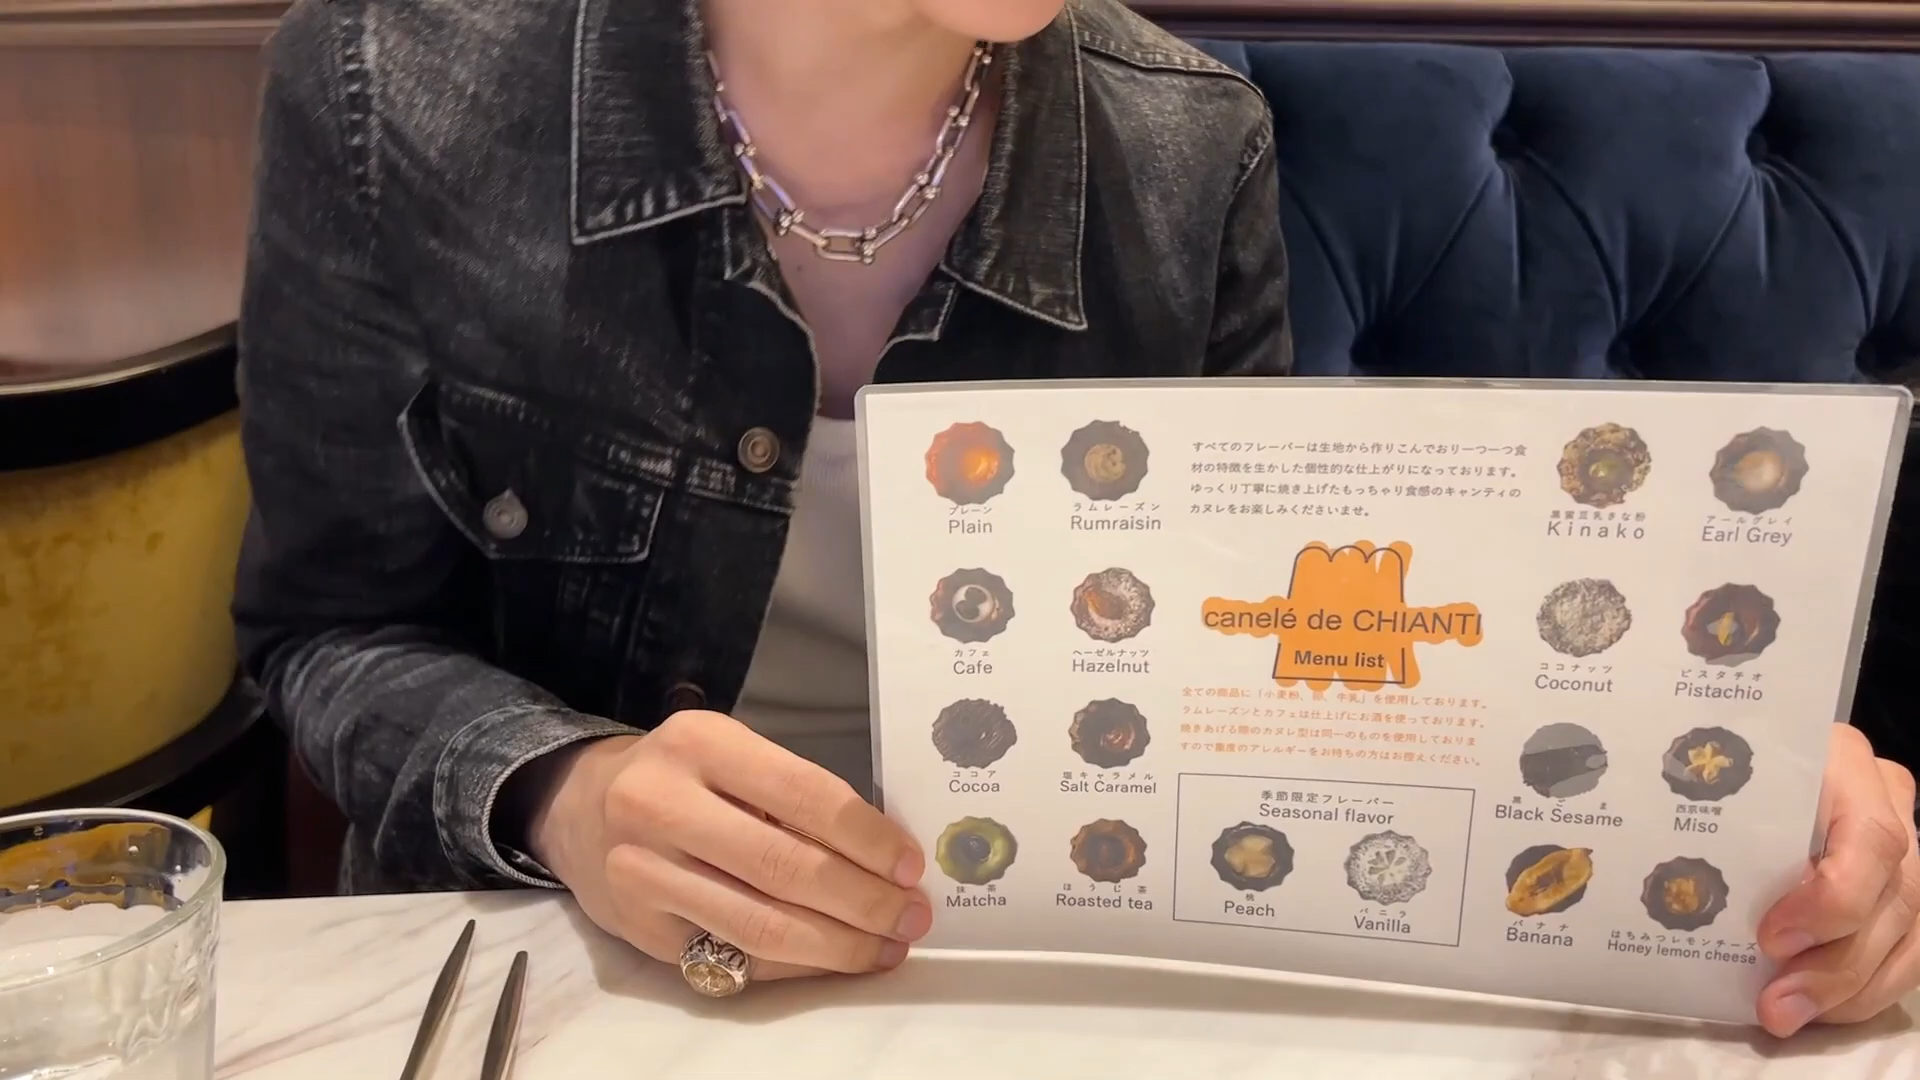 プレーン
Plain
ラムレーズン
Rumraisin
カフェ
Cafe
ヘーゼルナッツ
Hazelnut
ココア
Cocoa
塩キャラメル
Salt Caramel
抹茶
Matcha
ほうじ茶
Roasted tea
すべてのフレーバーは生地から作りこんでおり一つ一つ食
材の特徴を生かした個性的な仕上がりになっております。
ゆっくり丁寧に焼き上げたもっちゃり食感のキャンティの
カヌレをお楽しみくださいませ。
canelé de CHIANTI
Menu list
全ての商品に「小麦粉、卵、牛乳」を使用しております。
ラムレーズンとカフェは仕上げにお酒を使っております。
焼きあげる際のカヌレ型は同一のものを使用しておりま
すので重度のアレルギーをお持ちの方はお控えください。
季節限定フレーバー
Seasonal flavor
桃
Peach
バニラ
Vanilla
黒蜜豆乳きな粉
Kinako
アールグレイ
Earl Grey
ココナッツ
Coconut
ピスタチオ
Pistachio
黒ごま
Black Sesame
西京味噌
Miso
バナナ
Banana
はちみつレモンチーズ
Honey lemon cheese